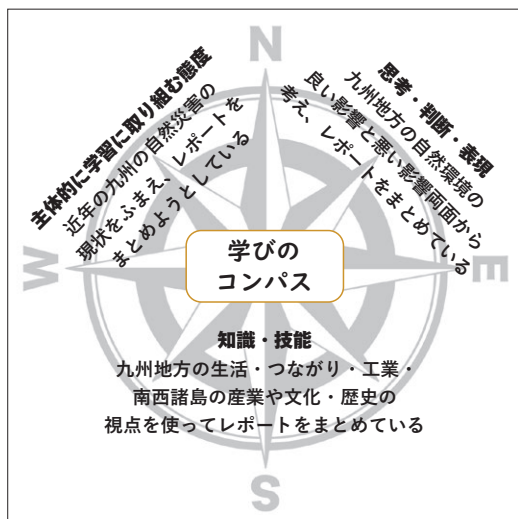 N
主体的に学習に取り組む態度
近年の九州の自然災害の
現状をふまえ、レポートを
まとめようとしている
思考・判断・表現
九州地方の自然環境の
良い影響と悪い影響両面から
考え、レポートをまとめている
W
学びの
コンパス
E
知識・技能
九州地方の生活・つながり・工業・
南西諸島の産業や文化・歴史の
視点を使ってレポートをまとめている
S